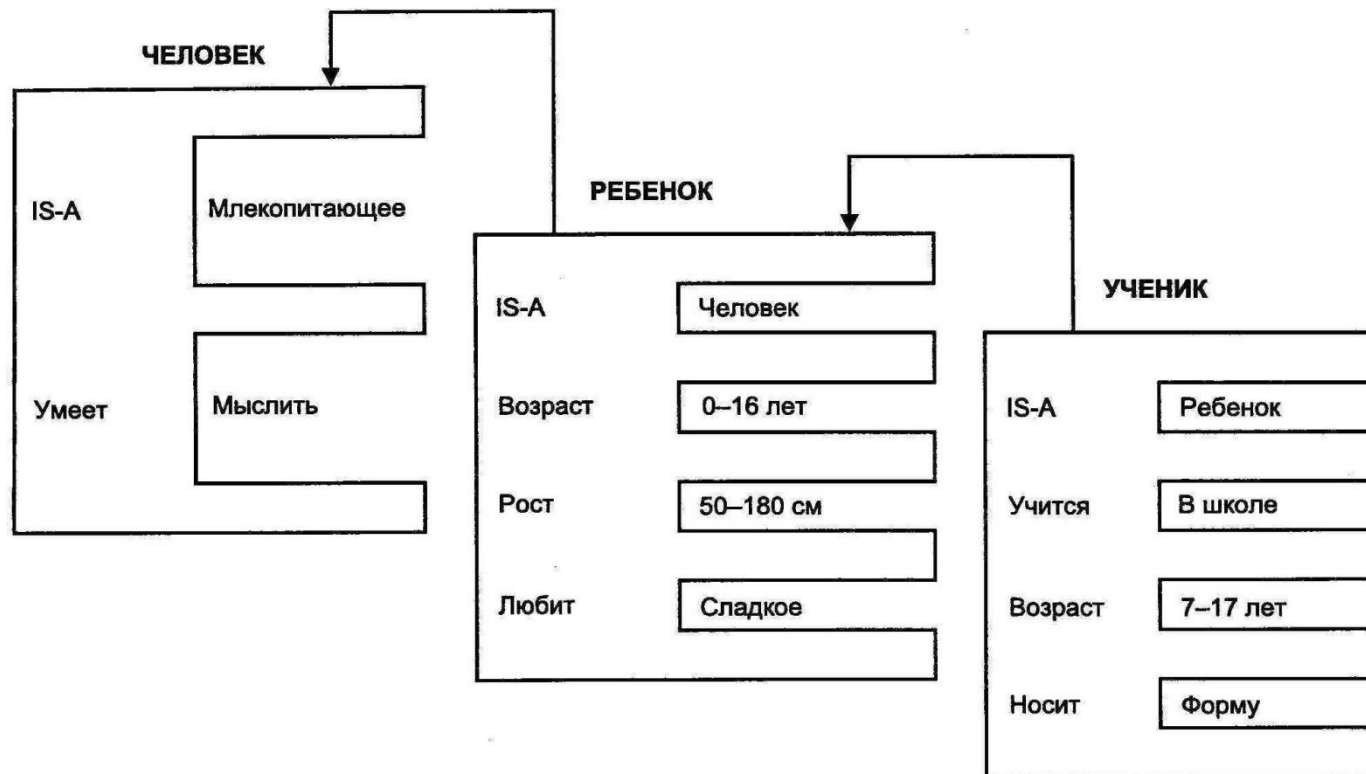 ЧЕЛОВЕК
IS-A Млекопитающее
Умеет Мыслить
РЕБЕНОК
IS-A Человек
Возраст 0–16 лет
Рост 50–180 см
Любит Сладкое
УЧЕНИК
IS-A Ребенок
Учится В школе
Возраст 7–17 лет
Носит Форму